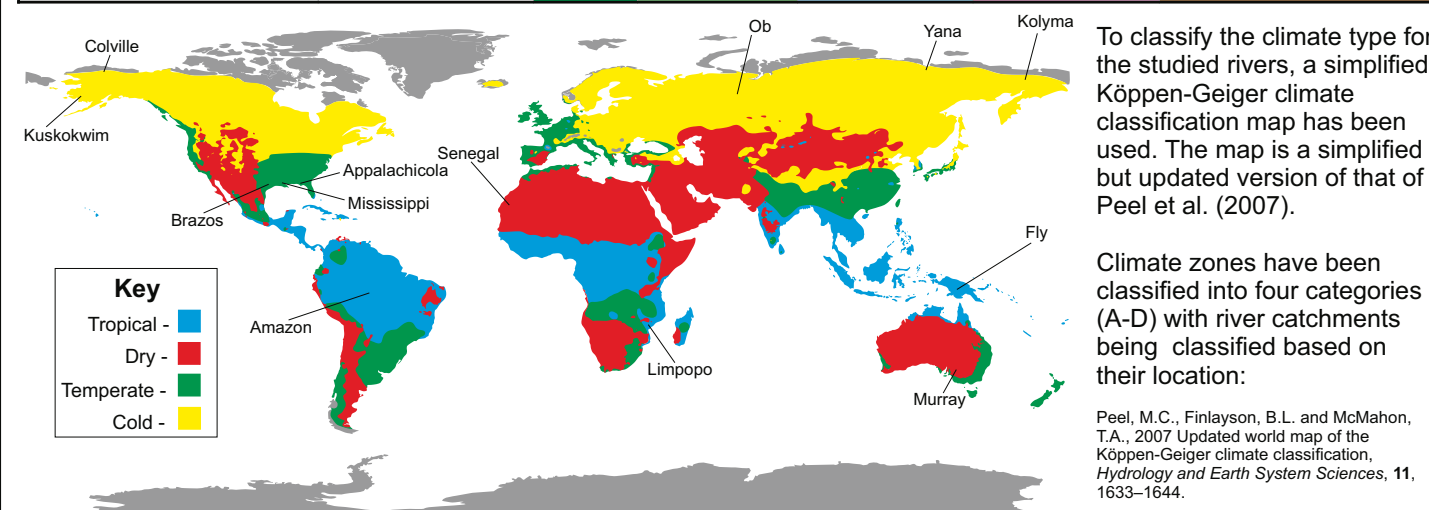 Colville
Ob
Yana
Kolyma
Kuskokwim
Senegal
Appalachicola
Mississippi
Brazos
Fly
Amazon
Limpopo
Murray
Key
Tropical -
Dry -
Temperate -
Cold -
To classify the climate type for
the studied rivers, a simplified
Köppen-Geiger climate
classification map has been
used. The map is a simplified
but updated version of that of
Peel et al. (2007).
Climate zones have been
classified into four categories
(A-D) with river catchments
being classified based on
their location:
Peel, M.C., Finlayson, B.L. and McMahon,
T.A., 2007 Updated world map of the
Köppen-Geiger climate classification,
Hydrology and Earth System Sciences, 11,
1633–1644.